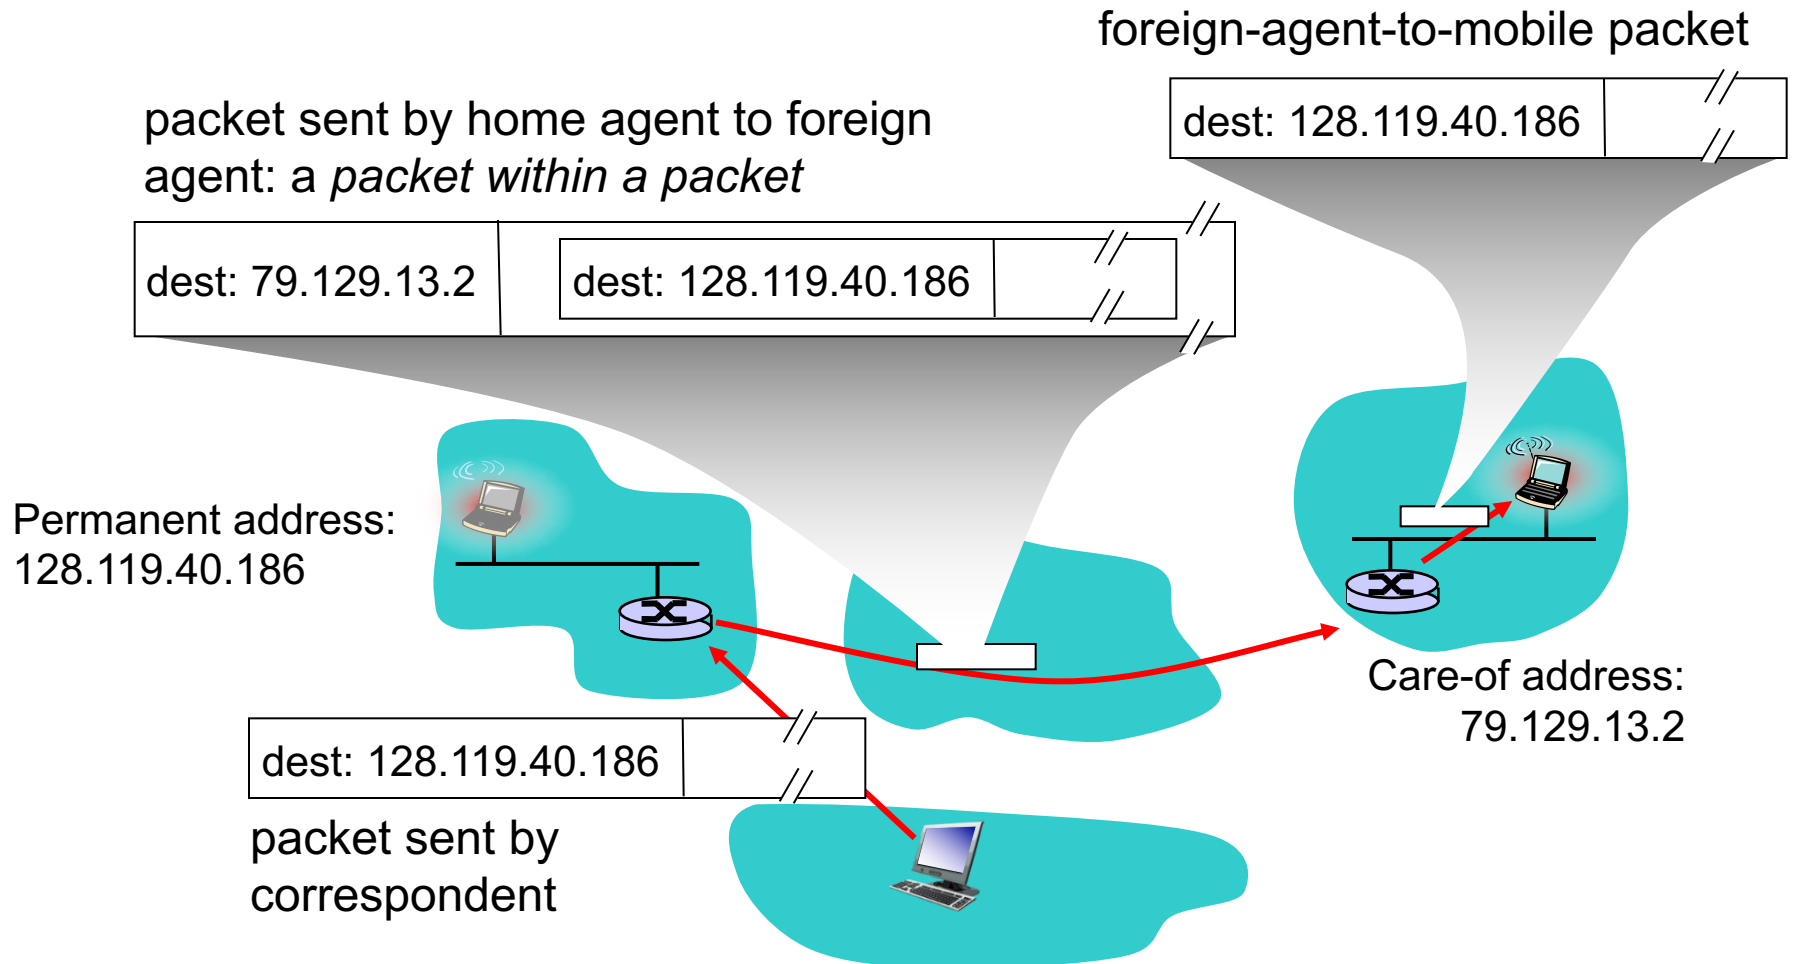 foreign-agent-to-mobile packet
dest: 128.119.40.186
packet sent by home agent to foreign
agent: a packet within a packet
dest: 79.129.13.2
dest: 128.119.40.186
Permanent address:
128.119.40.186
Care-of address:
79.129.13.2
dest: 128.119.40.186
packet sent by
correspondent